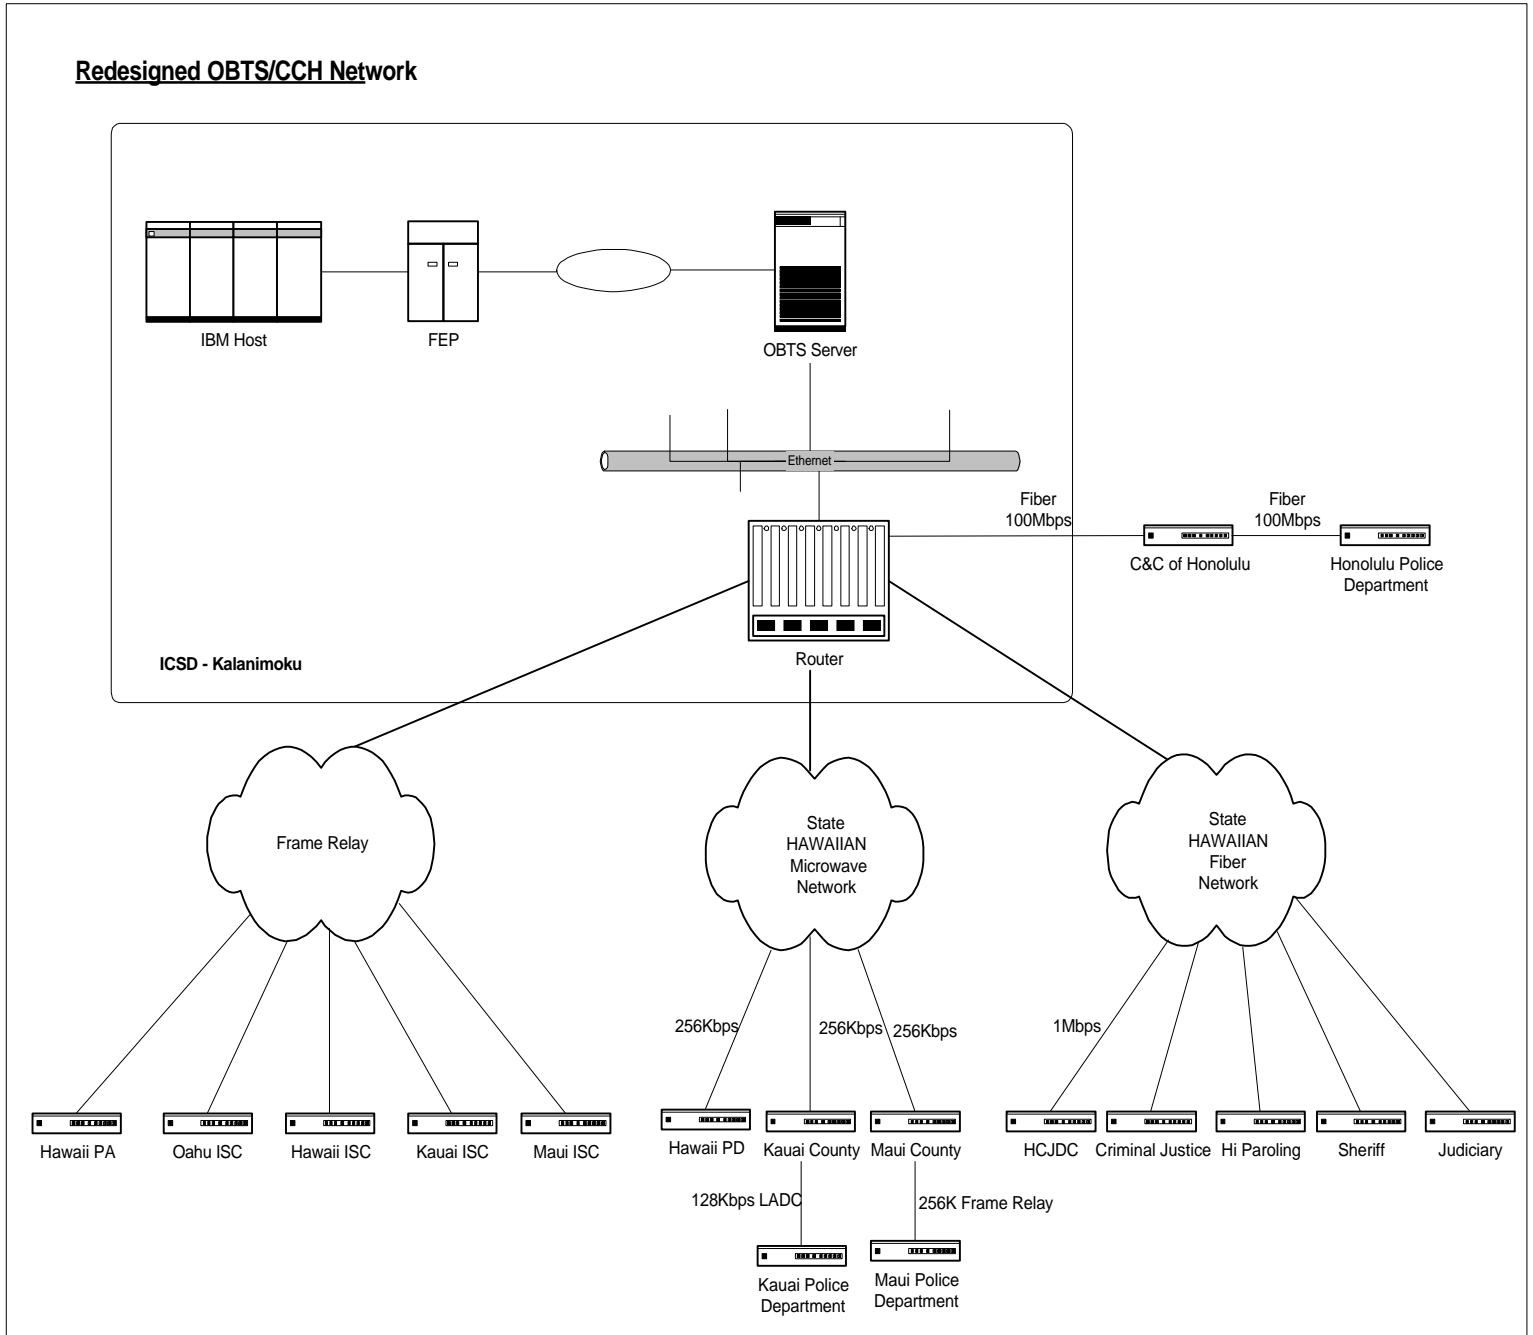 Redesigned OBTS/CCH Network
IBM Host
FEP
OBTS Server
Ethernet
Fiber
100Mbps
Fiber
100Mbps
C&C of Honolulu
Honolulu Police
Department
Router
ICSD - Kalanimoku
Frame Relay
State
HAWAIIAN
Microwave
Network
State
HAWAIIAN
Fiber
Network
256Kbps
256Kbps
256Kbps
1Mbps
Hawaii PA
Oahu ISC
Hawaii ISC
Kauai ISC
Maui ISC
Hawaii PD
Kauai County
Maui County
HCJDC
Criminal Justice
Hi Paroling
Sheriff
Judiciary
128Kbps LADC
256K Frame Relay
Kauai Police
Department
Maui Police
Department